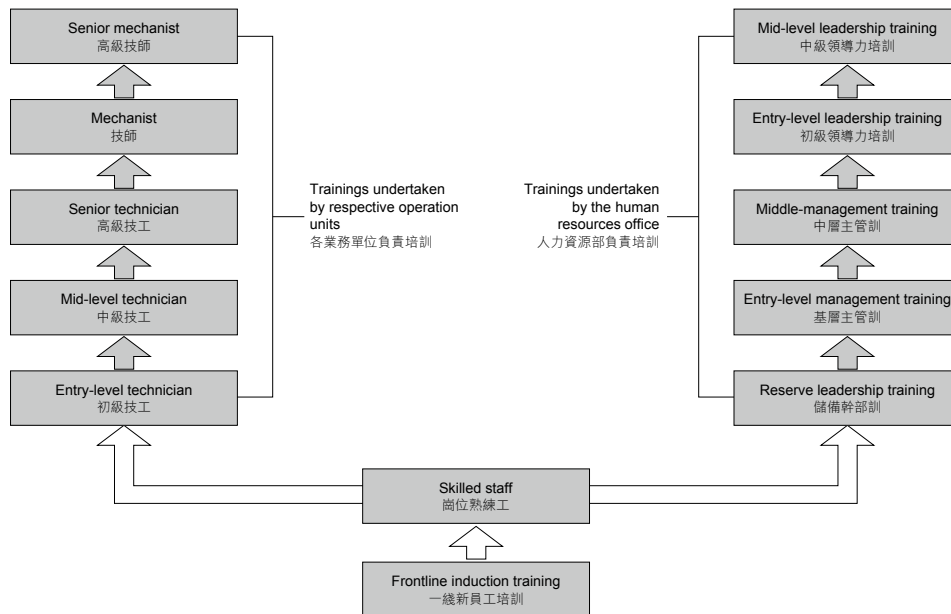 Senior mechanist
高級技師
Mechanist
技師
Senior technician
高級技工
Mid-level technician
中級技工
Entry-level technician
初級技工
Trainings undertaken
by respective operation
units
各業務單位負責培訓
Trainings undertaken
by the human
resources office
人力資源部負責培訓
Mid-level leadership training
中級領導力培訓
Entry-level leadership training
初級領導力培訓
Middle-management training
中層主管訓
Entry-level management training
基層主管訓
Reserve leadership training
儲備幹部訓
Skilled staff
崗位熟練工
Frontline induction training
一綫新員工培訓